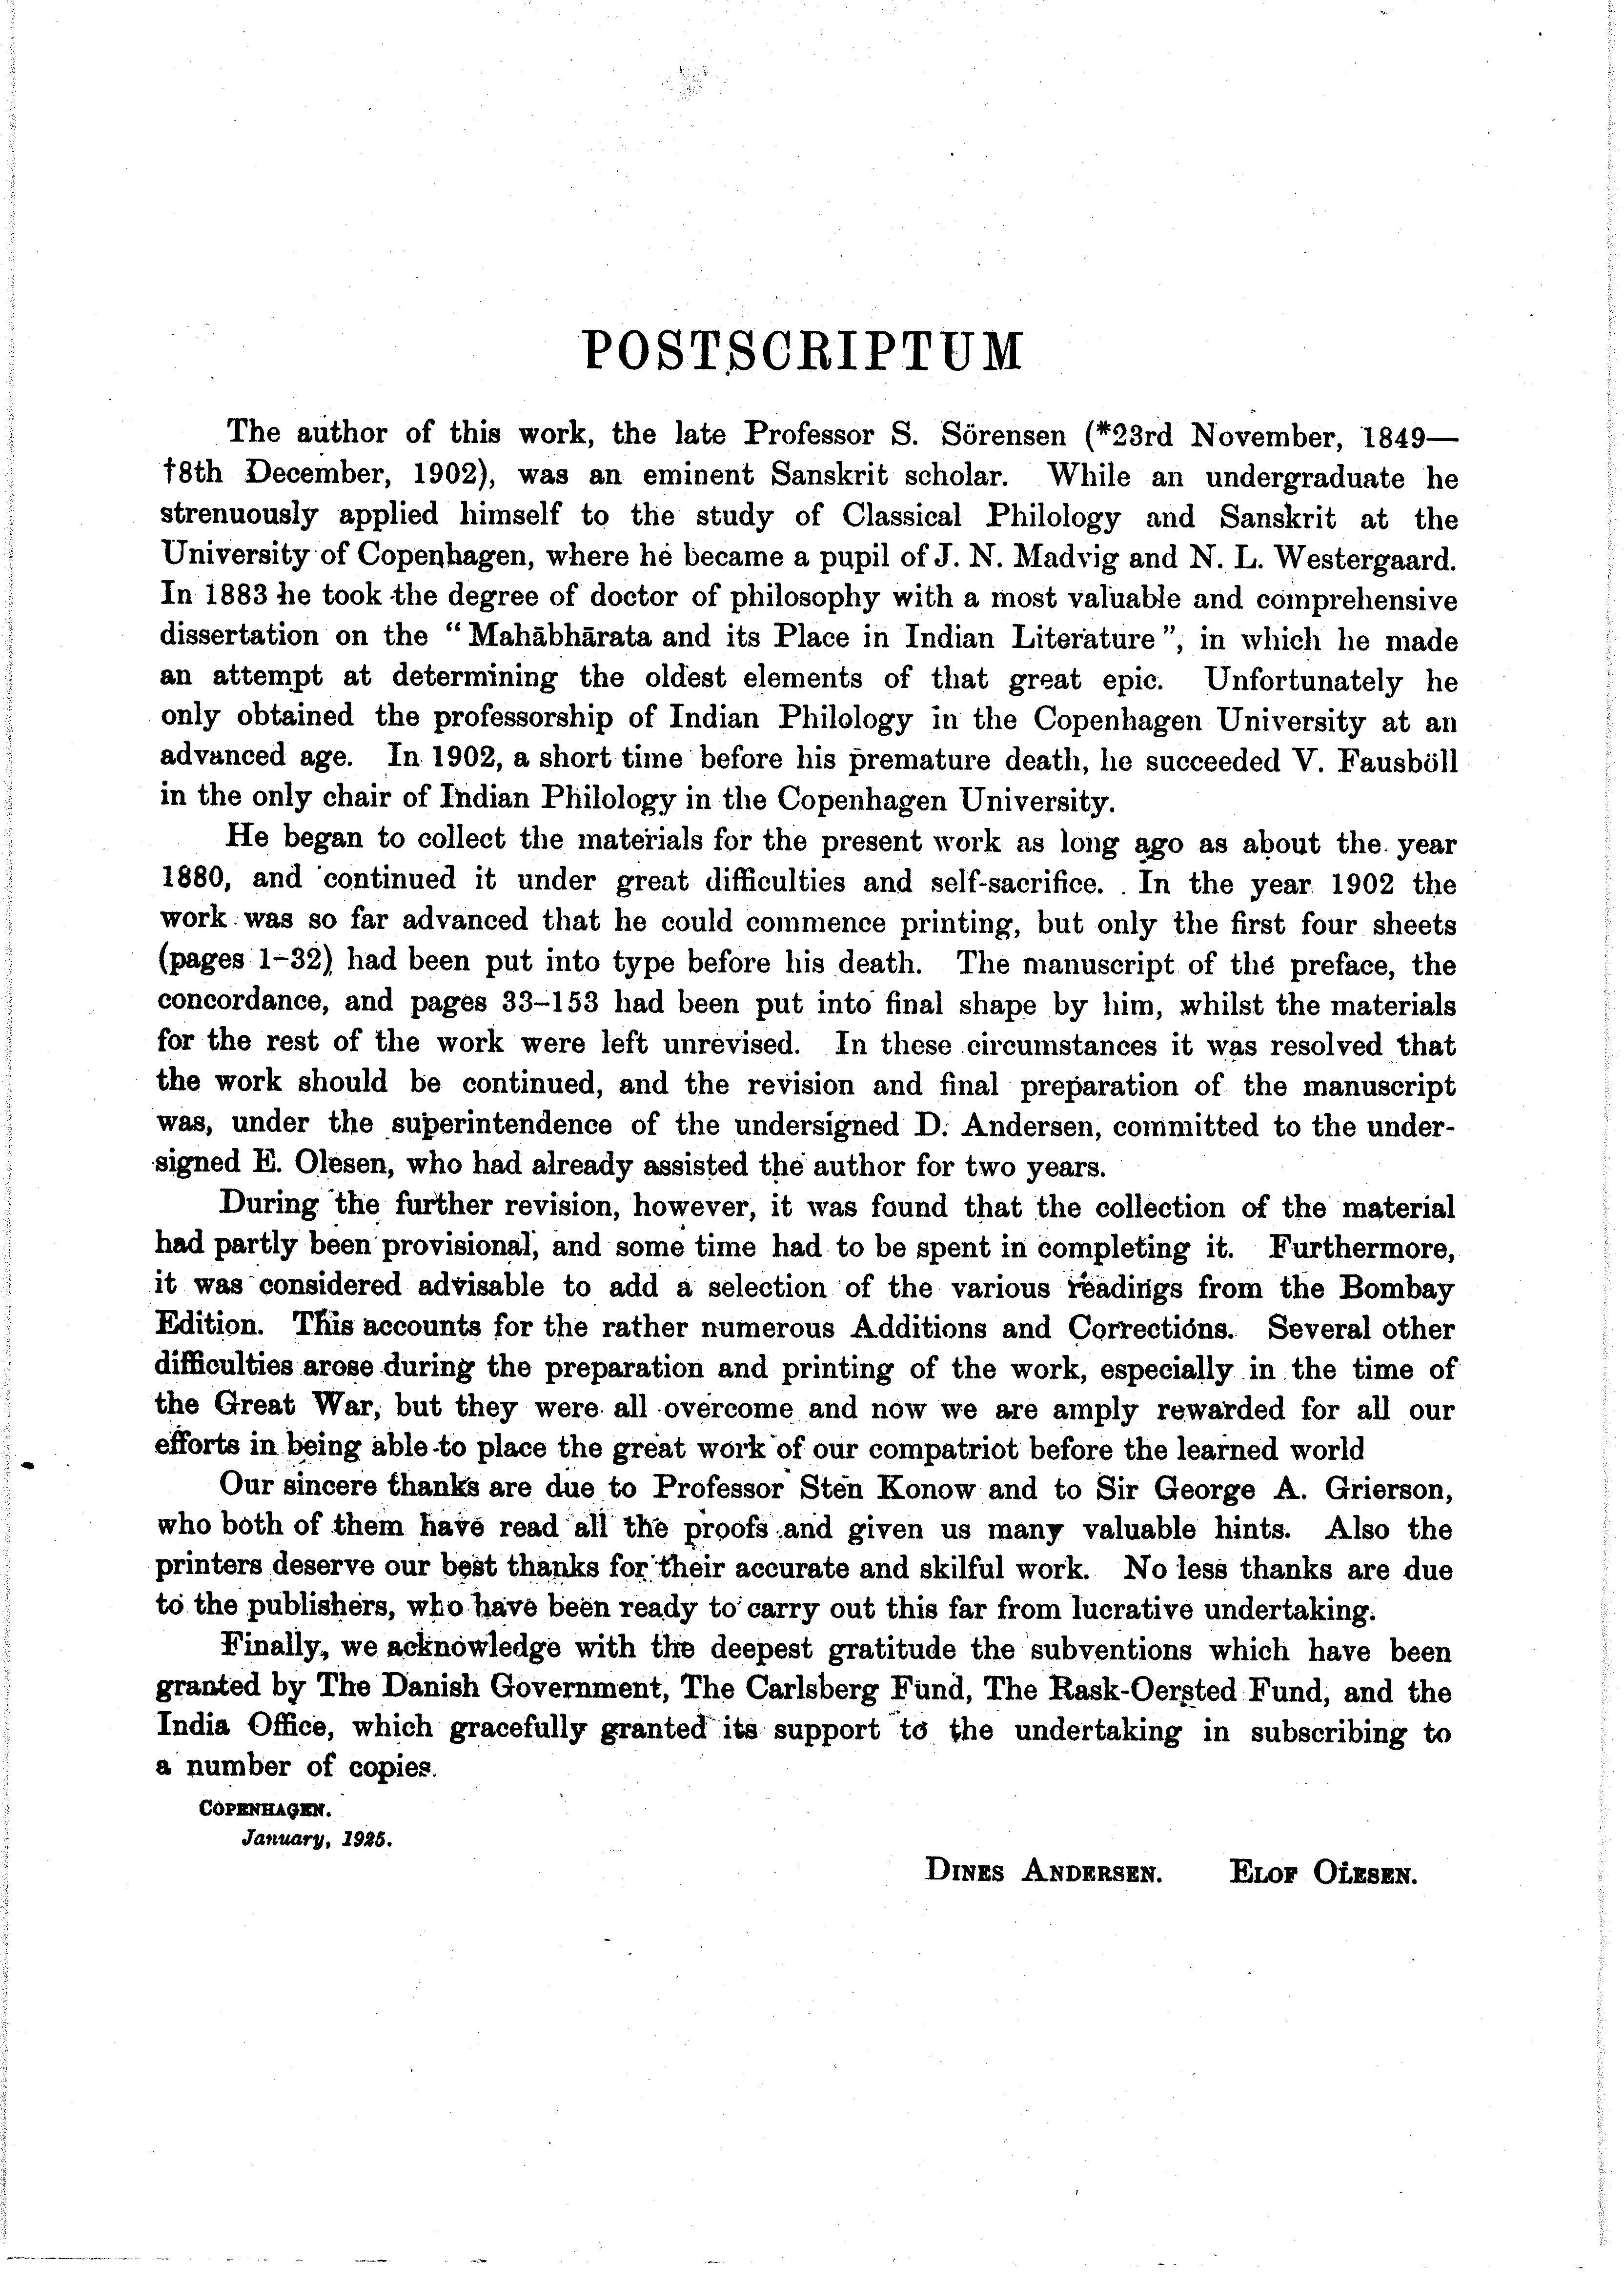 POSTSCRIPTUM
The author of this work, the late Professor S. Sörensen (*23rd November, 1849—
†8th December, 1902), was an eminent Sanskrit scholar. While an undergraduate he
strenuously applied himself to the study of Classical Philology and Sanskrit at the
University of Copenhagen, where he became a pupil of J. N. Madvig and N. L. Westergaard.
In 1883 he took the degree of doctor of philosophy with a most valuable and comprehensive
dissertation on the “Mahābhārata and its Place in Indian Literature”, in which he made
an attempt at determining the oldest elements of that great epic. Unfortunately he
only obtained the professorship of Indian Philology in the Copenhagen University at an
advanced age. In 1902, a short time before his premature death, he succeeded V. Fausböll
in the only chair of Indian Philology in the Copenhagen University.
He began to collect the materials for the present work as long ago as about the year
1880, and continued it under great difficulties and self-sacrifice. In the year 1902 the
work was so far advanced that he could commence printing, but only the first four sheets
(pages 1–32) had been put into type before his death. The manuscript of the preface, the
concordance, and pages 33–153 had been put into final shape by him, whilst the materials
for the rest of the work were left unrevised. In these circumstances it was resolved that
the work should be continued, and the revision and final preparation of the manuscript
was, under the superintendence of the undersigned D. Andersen, committed to the under-
signed E. Olesen, who had already assisted the author for two years.
During the further revision, however, it was found that the collection of the material
had partly been provisional, and some time had to be spent in completing it. Furthermore,
it was considered advisable to add a selection of the various readings from the Bombay
Edition. This accounts for the rather numerous Additions and Corrections. Several other
difficulties arose during the preparation and printing of the work, especially in the time of
the Great War, but they were all overcome and now we are amply rewarded for all our
efforts in being able to place the great work of our compatriot before the learned world
Our sincere thanks are due to Professor Sten Konow and to Sir George A. Grierson,
who both of them have read all the proofs and given us many valuable hints. Also the
printers deserve our best thanks for their accurate and skilful work. No less thanks are due
to the publishers, who have been ready to carry out this far from lucrative undertaking.
Finally, we acknowledge with the deepest gratitude the subventions which have been
granted by The Danish Government, The Carlsberg Fund, The Rask-Oersted Fund, and the
India Office, which gracefully granted its support to the undertaking in subscribing to
a number of copies.
COPENHAGEN.
January, 1925.
DINES ANDERSEN. ELOF OLESEN.